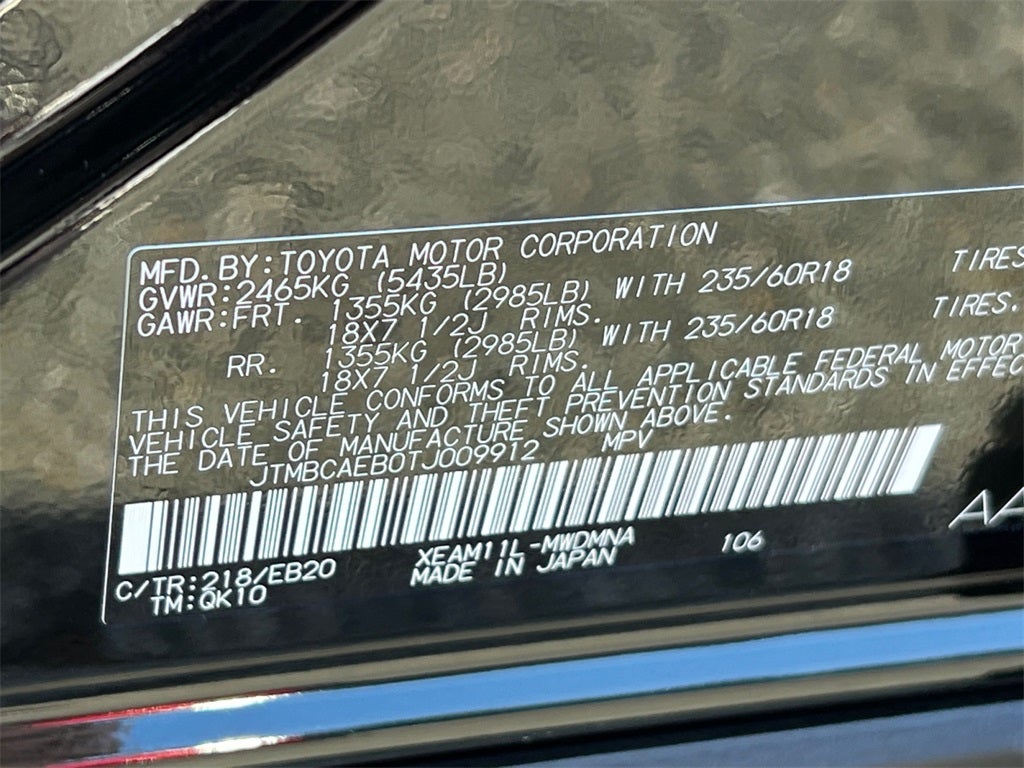 MFD. BY: TOYOTA MOTOR CORPORATION
GVWR: 2465KG (5435LB)
GAWR: FRT. 1355KG (2985LB) WITH 235/60R18 TIRES
18X7 1/2J RIMS.
RR. 1355KG (2985LB) WITH 235/60R18 TIRES.
18X7 1/2J RIMS.
THIS VEHICLE CONFORMS TO ALL APPLICABLE FEDERAL MOTOR
VEHICLE SAFETY AND THEFT PREVENTION STANDARDS IN EFFEC
THE DATE OF MANUFACTURE SHOWN ABOVE.
JTMBCAEB0TJ009912 MPV
C/TR: 218/EB20 XEAM11L-MWDMNA 106 AA
TM: QK10 MADE IN JAPAN